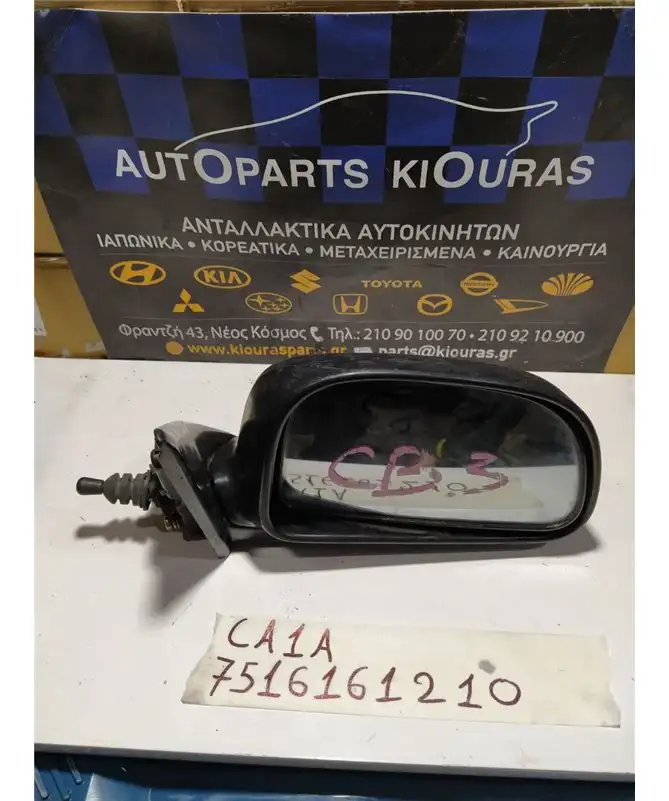 AUTOPARTS KIOURAS
ΑΝΤΑΛΛΑΚΤΙΚΑ ΑΥΤΟΚΙΝΗΤΩΝ
ΙΑΠΩΝΙΚΑ • ΚΟΡΕΑΤΙΚΑ • ΜΕΤΑΧΕΙΡΙΣΜΕΝΑ • ΚΑΙΝΟΥΡΓΙΑ
KIA
TOYOTA
NISSAN
Φραντζή 43, Νέος Κόσμος Τηλ.: 210 90 100 70 • 210 92 10 900
www.kiourasparts.gr parts@kiouras.gr
CB3
CA1A
7516161210